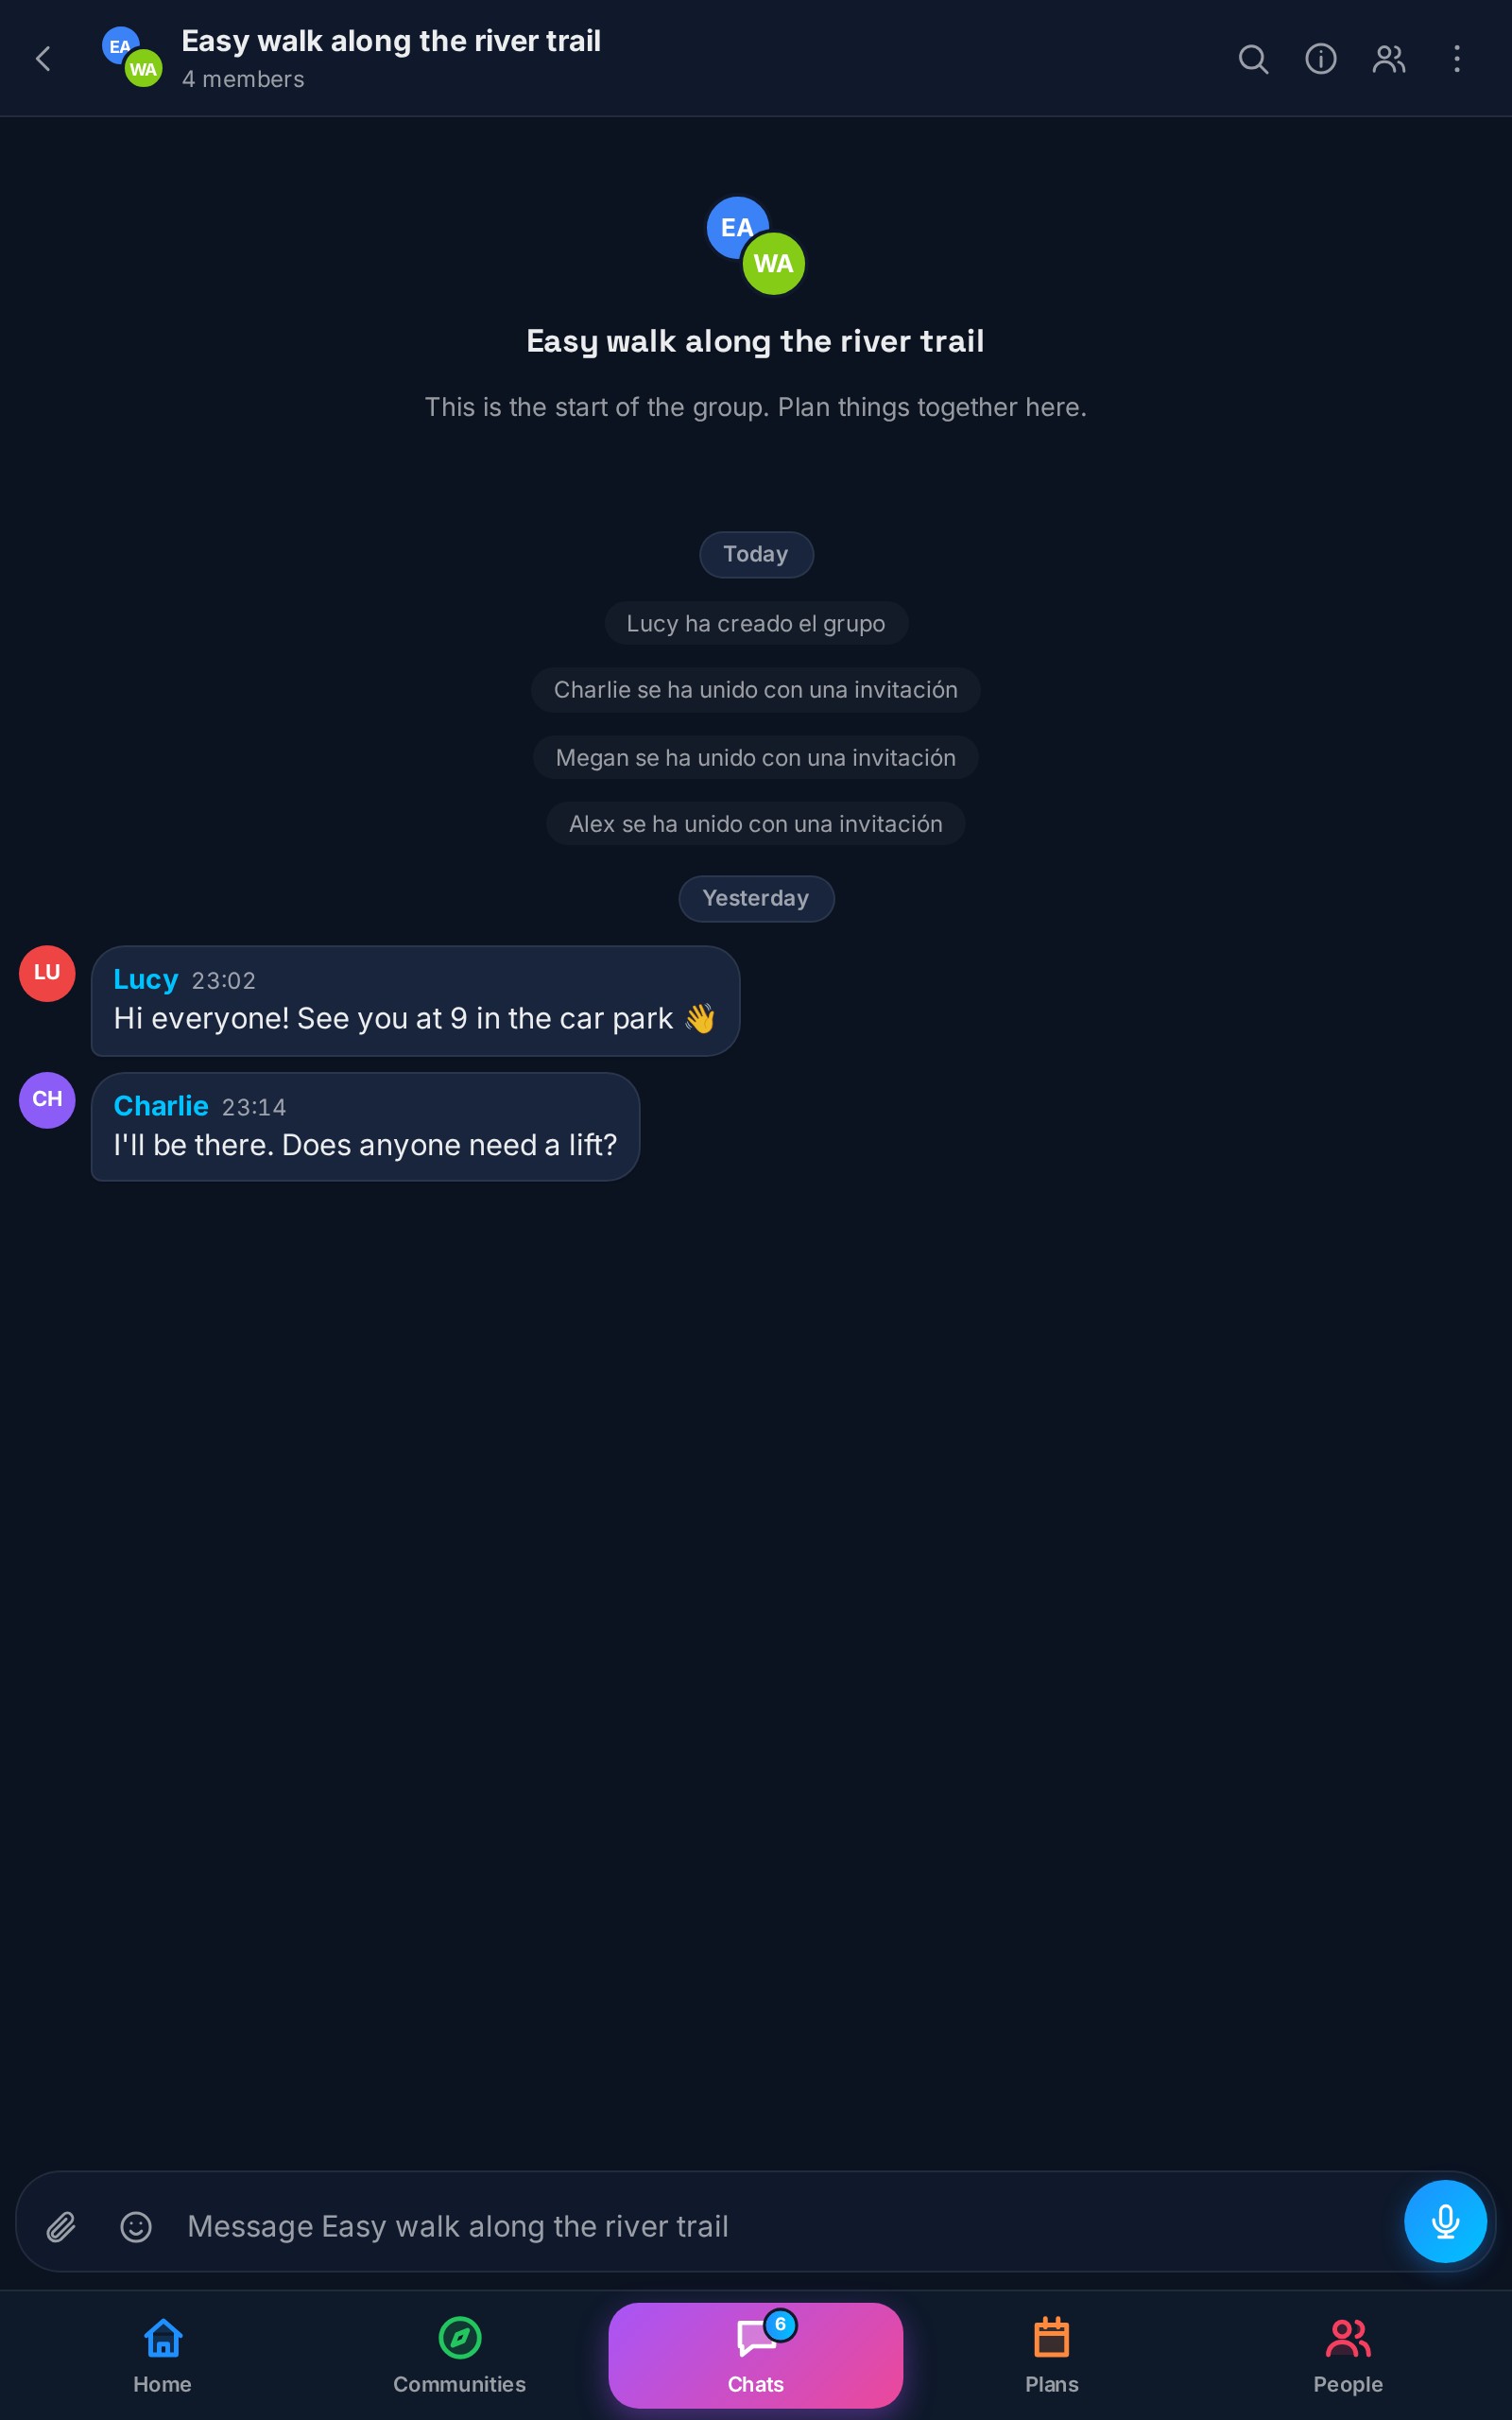 EA
WA
Easy walk along the river trail
4 members
EA
WA
Easy walk along the river trail
This is the start of the group. Plan things together here.
Today
Lucy ha creado el grupo
Charlie se ha unido con una invitación
Megan se ha unido con una invitación
Alex se ha unido con una invitación
Yesterday
LU
Lucy 23:02
Hi everyone! See you at 9 in the car park 👋
CH
Charlie 23:14
I'll be there. Does anyone need a lift?
Message Easy walk along the river trail
6
Home
Communities
Chats
Plans
People